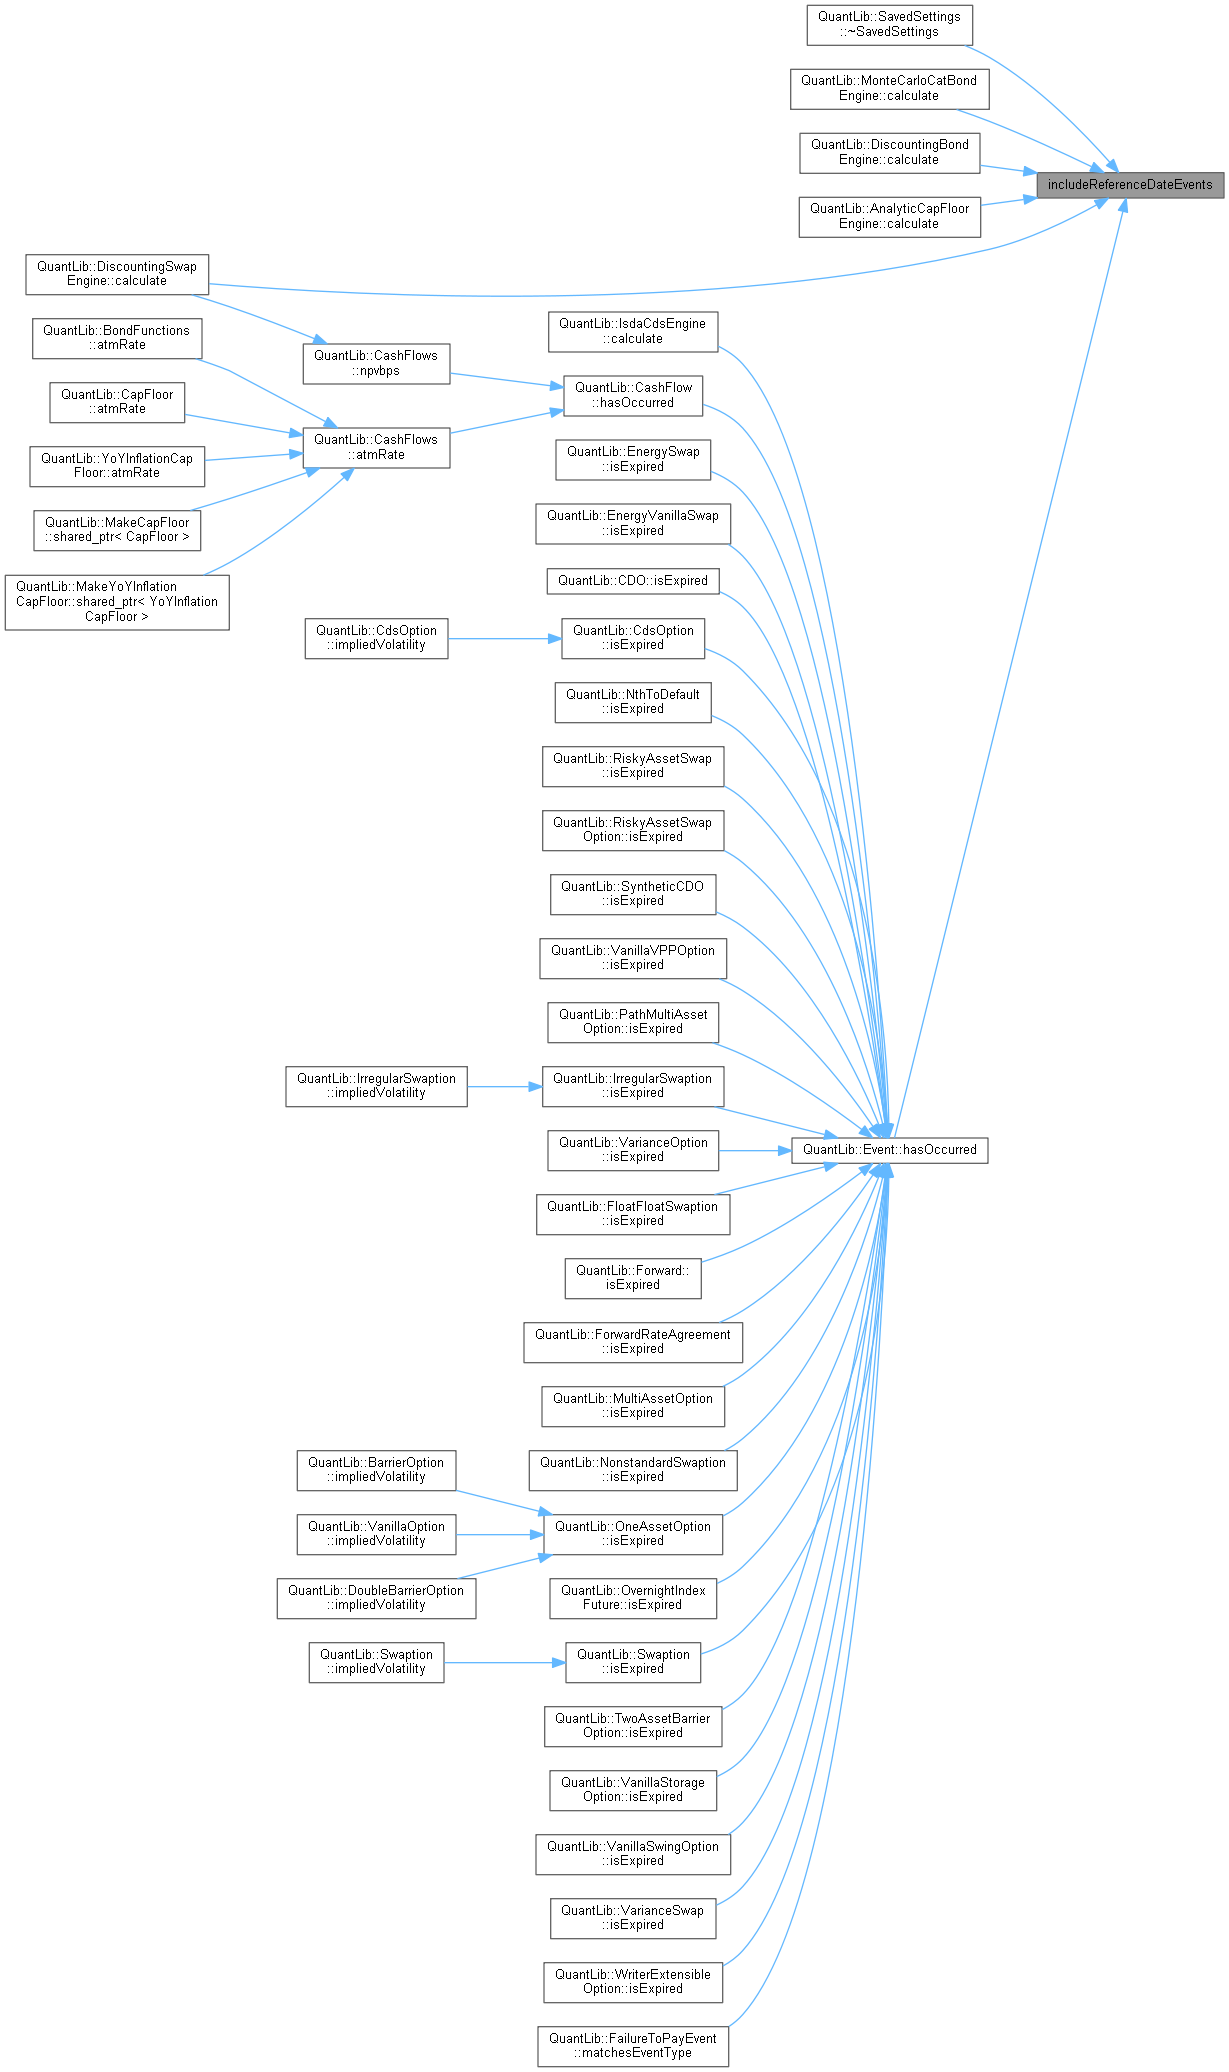 QuantLib::SavedSettings
::~SavedSettings
QuantLib::MonteCarloCatBond
Engine::calculate
QuantLib::DiscountingBond
Engine::calculate
includeReferenceDateEvents
QuantLib::AnalyticCapFloor
Engine::calculate
QuantLib::DiscountingSwap
Engine::calculate
QuantLib::BondFunctions
::atmRate
QuantLib::IsdaCdsEngine
::calculate
QuantLib::CashFlows
::npvbps
QuantLib::CapFloor
::atmRate
QuantLib::CashFlow
::hasOccurred
QuantLib::CashFlows
::atmRate
QuantLib::YoYInflationCap
Floor::atmRate
QuantLib::EnergySwap
::isExpired
QuantLib::MakeCapFloor
::shared_ptr< CapFloor >
QuantLib::EnergyVanillaSwap
::isExpired
QuantLib::MakeYoYInflation
CapFloor::shared_ptr< YoYInflation
CapFloor >
QuantLib::CDO::isExpired
QuantLib::CdsOption
::impliedVolatility
QuantLib::CdsOption
::isExpired
QuantLib::NthToDefault
::isExpired
QuantLib::RiskyAssetSwap
::isExpired
QuantLib::RiskyAssetSwap
Option::isExpired
QuantLib::SyntheticCDO
::isExpired
QuantLib::VanillaVPPOption
::isExpired
QuantLib::PathMultiAsset
Option::isExpired
QuantLib::IrregularSwaption
::impliedVolatility
QuantLib::IrregularSwaption
::isExpired
QuantLib::VarianceOption
::isExpired
QuantLib::Event::hasOccurred
QuantLib::FloatFloatSwaption
::isExpired
QuantLib::Forward::
isExpired
QuantLib::ForwardRateAgreement
::isExpired
QuantLib::MultiAssetOption
::isExpired
QuantLib::NonstandardSwaption
::isExpired
QuantLib::BarrierOption
::impliedVolatility
QuantLib::VanillaOption
::impliedVolatility
QuantLib::OneAssetOption
::isExpired
QuantLib::DoubleBarrierOption
::impliedVolatility
QuantLib::OvernightIndex
Future::isExpired
QuantLib::Swaption
::impliedVolatility
QuantLib::Swaption
::isExpired
QuantLib::TwoAssetBarrier
Option::isExpired
QuantLib::VanillaStorage
Option::isExpired
QuantLib::VanillaSwingOption
::isExpired
QuantLib::VarianceSwap
::isExpired
QuantLib::WriterExtensible
Option::isExpired
QuantLib::FailureToPayEvent
::matchesEventType